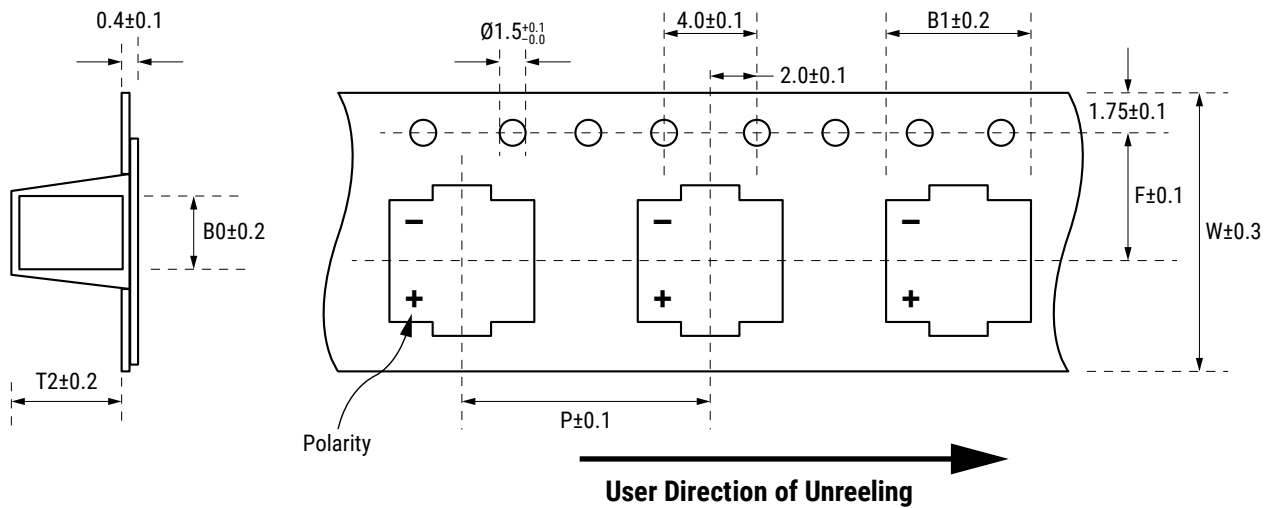 0.4±0.1
Ø1.5+0.1 −0.0
4.0±0.1
B1±0.2
2.0±0.1
1.75±0.1
F±0.1
W±0.3
B0±0.2
−
−
−
+
+
+
T2±0.2
P±0.1
Polarity
User Direction of Unreeling